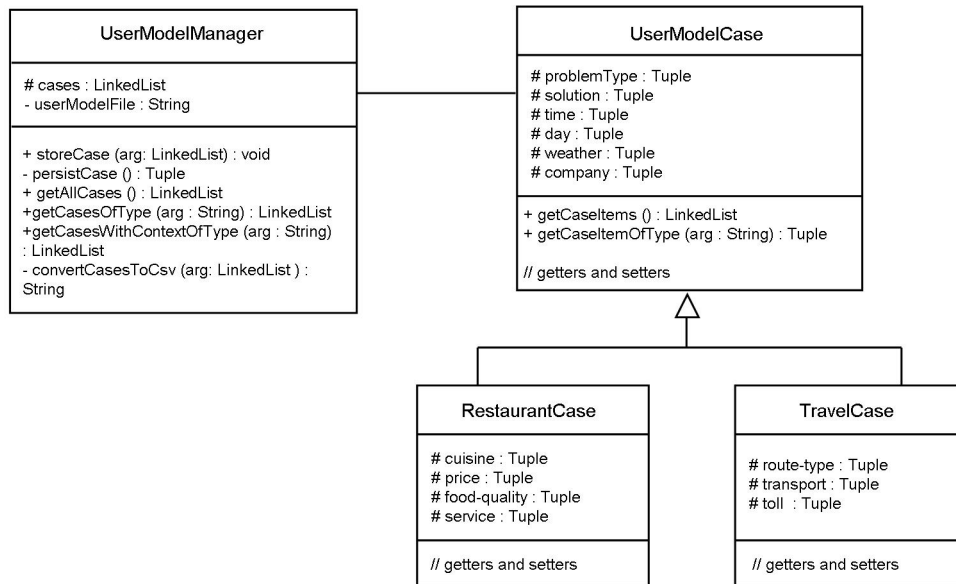 UserModelManager
# cases : LinkedList
- userModelFile : String
+ storeCase (arg: LinkedList) : void
- persistCase () : Tuple
+ getAllCases () : LinkedList
+getCasesOfType (arg : String) : LinkedList
+getCasesWithContextOfType (arg : String)
: LinkedList
- convertCasesToCsv (arg: LinkedList ) :
String
UserModelCase
# problemType : Tuple
# solution : Tuple
# time : Tuple
# day : Tuple
# weather : Tuple
# company : Tuple
+ getCaseItems () : LinkedList
+ getCaseItemOfType (arg : String) : Tuple
// getters and setters
RestaurantCase
# cuisine : Tuple
# price : Tuple
# food-quality : Tuple
# service : Tuple
// getters and setters
TravelCase
# route-type : Tuple
# transport : Tuple
# toll : Tuple
// getters and setters